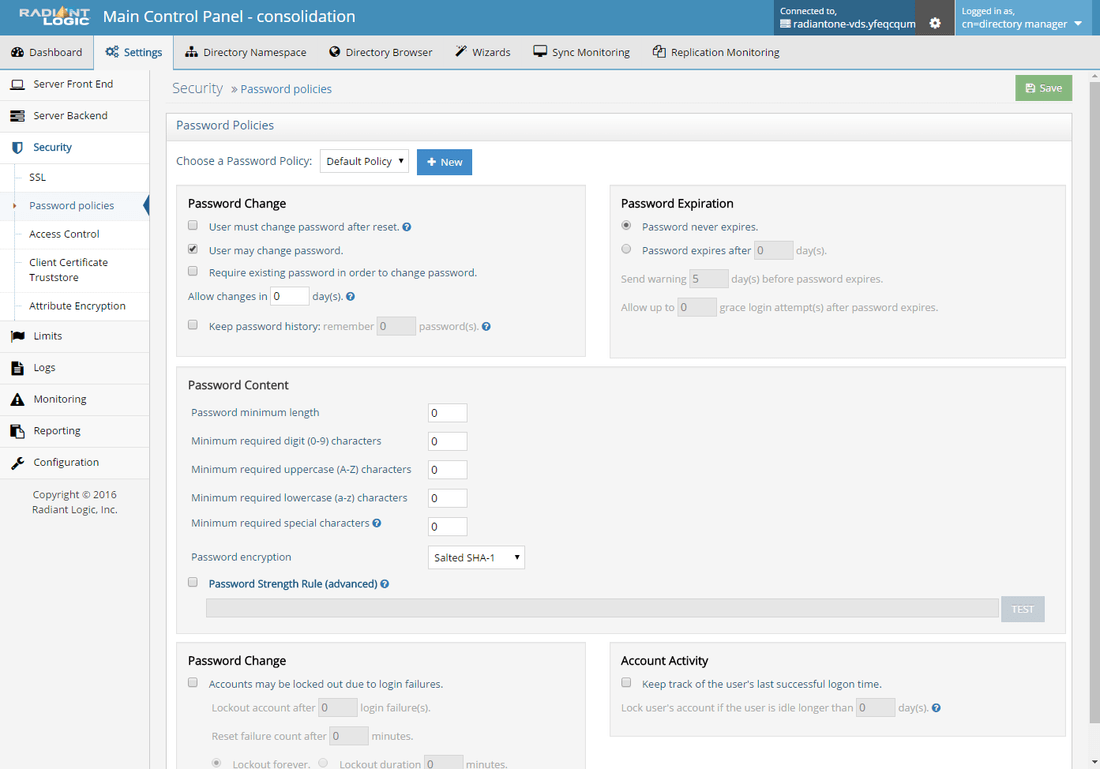 RADIANT LOGIC
Main Control Panel - consolidation
Connected to,
radiantone-vds.yfeqcqum
Logged in as,
cn=directory manager
Dashboard
Settings
Directory Namespace
Directory Browser
Wizards
Sync Monitoring
Replication Monitoring
Server Front End
Server Backend
Security
SSL
Password policies
Access Control
Client Certificate
Truststore
Attribute Encryption
Limits
Logs
Monitoring
Reporting
Configuration
Copyright © 2016
Radiant Logic, Inc.
Security » Password policies
Save
Password Policies
Choose a Password Policy: Default Policy + New
Password Change
User must change password after reset. ?
User may change password.
Require existing password in order to change password.
Allow changes in 0 day(s). ?
Keep password history: remember 0 password(s). ?
Password Expiration
Password never expires.
Password expires after 0 day(s).
Send warning 5 day(s) before password expires.
Allow up to 0 grace login attempt(s) after password expires.
Password Content
Password minimum length 0
Minimum required digit (0-9) characters 0
Minimum required uppercase (A-Z) characters 0
Minimum required lowercase (a-z) characters 0
Minimum required special characters ? 0
Password encryption Salted SHA-1
Password Strength Rule (advanced) ?
TEST
Password Change
Accounts may be locked out due to login failures.
Lockout account after 0 login failure(s).
Reset failure count after 0 minutes.
Lockout forever. Lockout duration 0 minutes.
Account Activity
Keep track of the user's last successful logon time.
Lock user's account if the user is idle longer than 0 day(s). ?